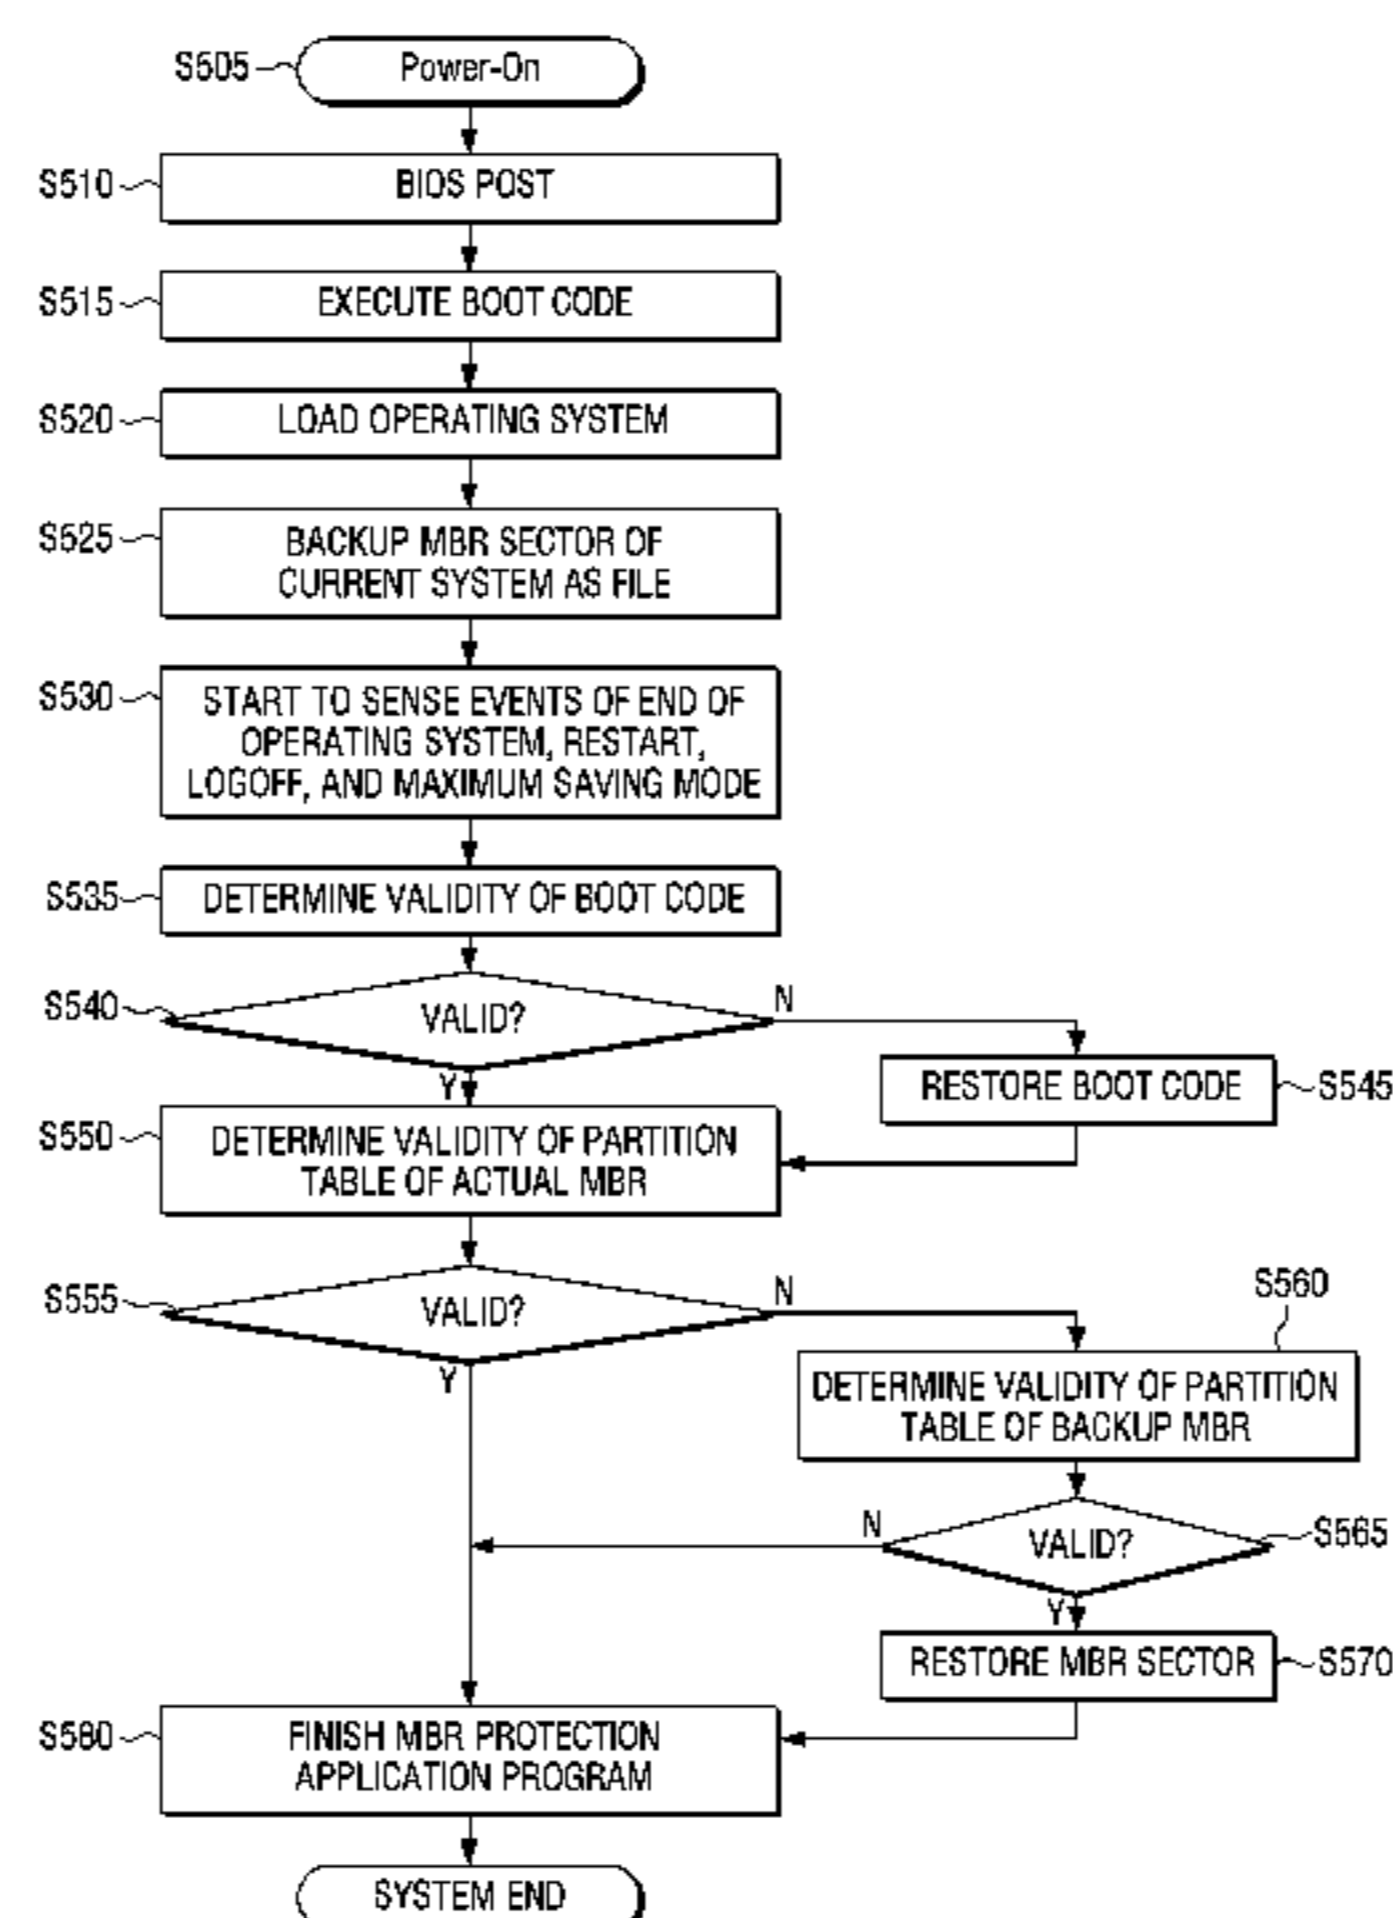 S505
Power-On
S510
BIOS POST
S515
EXECUTE BOOT CODE
S520
LOAD OPERATING SYSTEM
S525
BACKUP MBR SECTOR OF
CURRENT SYSTEM AS FILE
S530
START TO SENSE EVENTS OF END OF
OPERATING SYSTEM, RESTART,
LOGOFF, AND MAXIMUM SAVING MODE
S535
DETERMINE VALIDITY OF BOOT CODE
S540
VALID?
N
Y
RESTORE BOOT CODE
S545
S550
DETERMINE VALIDITY OF PARTITION
TABLE OF ACTUAL MBR
S555
VALID?
N
Y
S560
DETERMINE VALIDITY OF PARTITION
TABLE OF BACKUP MBR
N
VALID?
S565
Y
RESTORE MBR SECTOR
S570
S580
FINISH MBR PROTECTION
APPLICATION PROGRAM
SYSTEM END